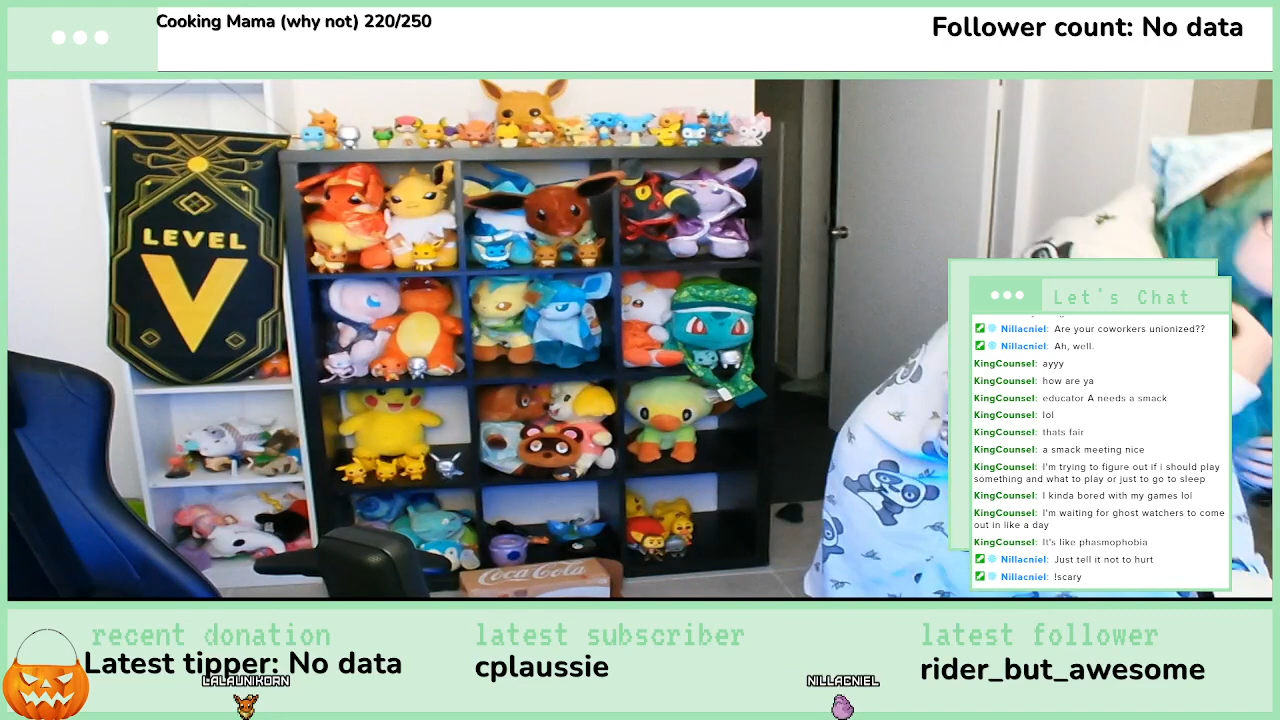 Cooking Mama (why not) 220/250
Follower count: No data
LEVEL
V
Let's Chat
Nillacniel: Are your coworkers unionized??
Nillacniel: Ah, well.
KingCounsel: ayyy
KingCounsel: how are ya
KingCounsel: educator A needs a smack
KingCounsel: lol
KingCounsel: thats fair
KingCounsel: a smack meeting nice
KingCounsel: I'm trying to figure out if i should play
something and what to play or just to go to sleep
KingCounsel: I kinda bored with my games lol
KingCounsel: I'm waiting for ghost watchers to come
out in like a day
KingCounsel: It's like phasmophobia
Nillacniel: Just tell it not to hurt
Nillacniel: !scary
Coca-Cola
recent donation
Latest tipper: No data
latest subscriber
cplaussie
latest follower
rider_but_awesome
LALAUNIKORN
NILLACNIEL